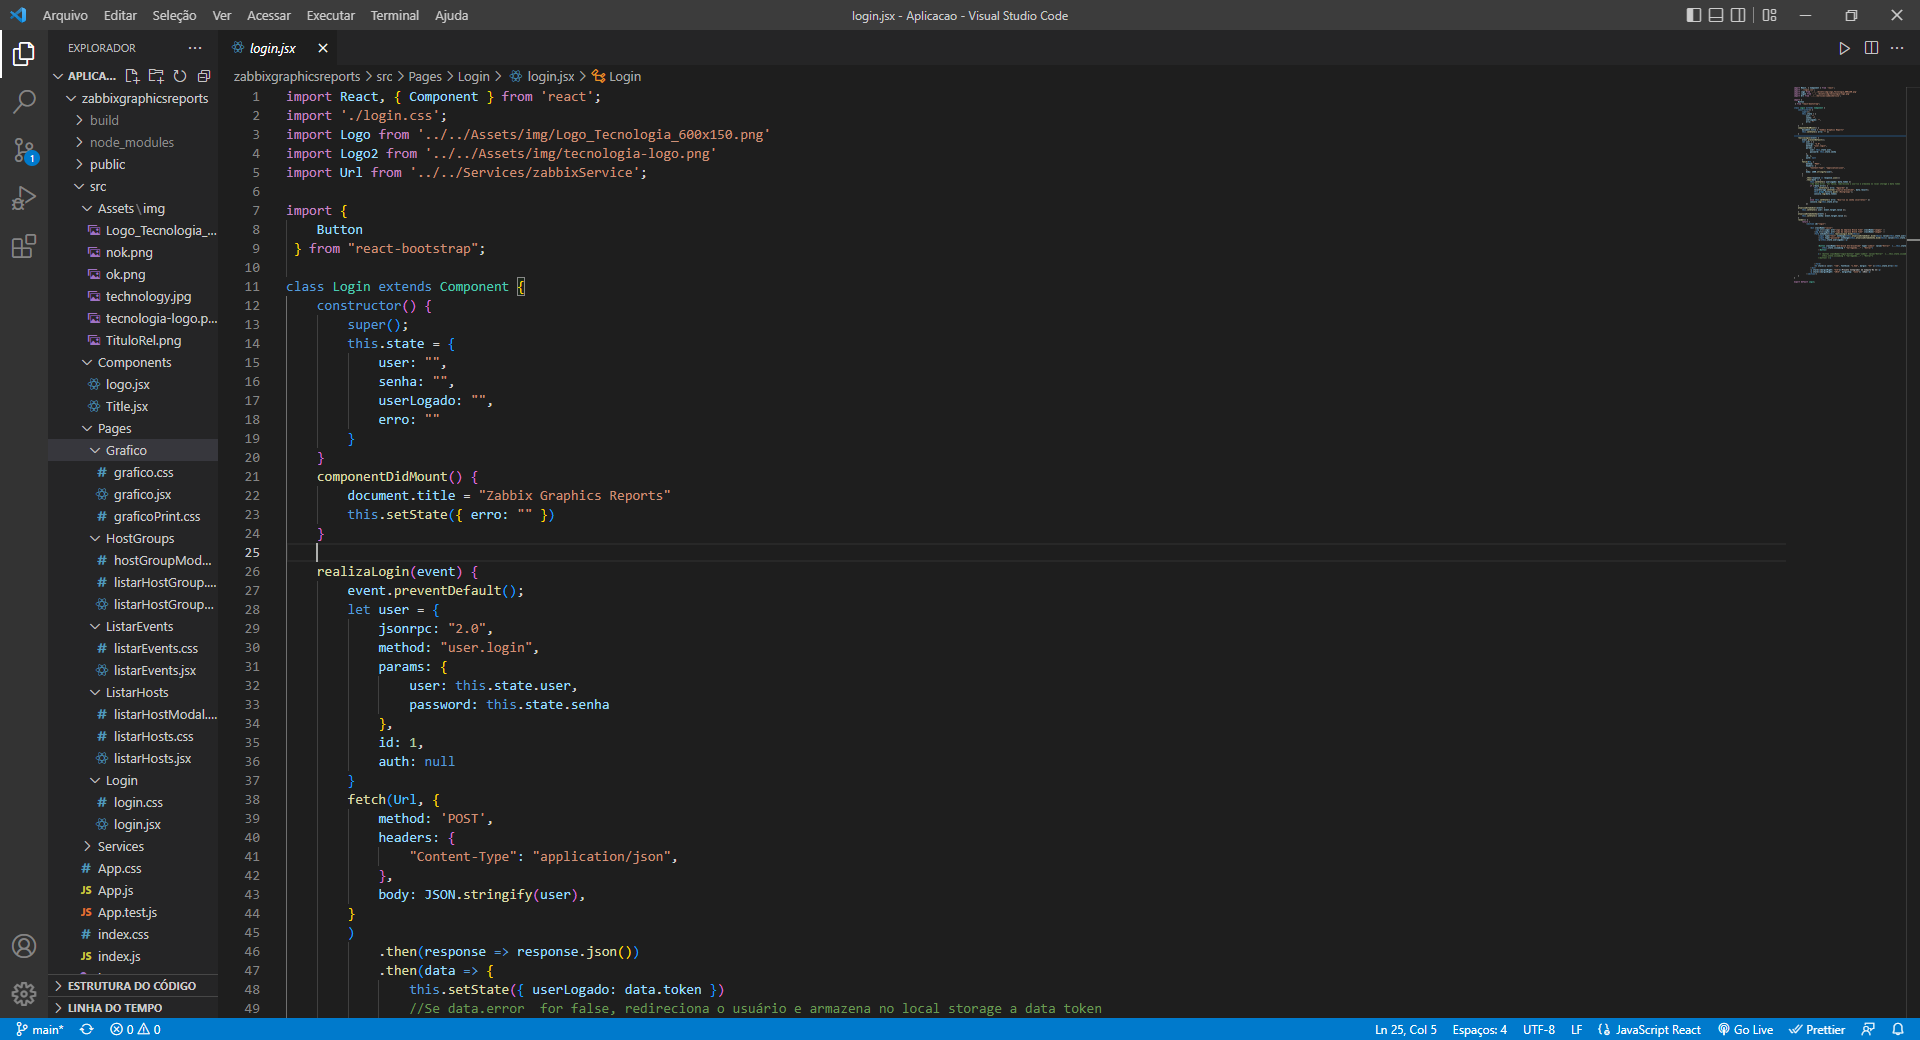 Arquivo Editar Seleção Ver Acessar Executar Terminal Ajuda
login.jsx - Aplicacao - Visual Studio Code
EXPLORADOR
APLICA...
zabbixgraphicsreports
build
node_modules
public
src
Assets\img
Logo_Tecnologia_...
nok.png
ok.png
technology.jpg
tecnologia-logo.p...
TituloRel.png
Components
logo.jsx
Title.jsx
Pages
Grafico
# grafico.css
grafico.jsx
# graficoPrint.css
HostGroups
# hostGroupMod...
# listarHostGroup....
listarHostGroup...
ListarEvents
# listarEvents.css
listarEvents.jsx
ListarHosts
# listarHostModal....
# listarHosts.css
listarHosts.jsx
Login
# login.css
login.jsx
Services
# App.css
JS App.js
JS App.test.js
# index.css
JS index.js
ESTRUTURA DO CÓDIGO
LINHA DO TEMPO
1
login.jsx
zabbixgraphicsreports > src > Pages > Login > login.jsx > Login
1 import React, { Component } from 'react';
2 import './login.css';
3 import Logo from '../../Assets/img/Logo_Tecnologia_600x150.png'
4 import Logo2 from '../../Assets/img/tecnologia-logo.png'
5 import Url from '../../Services/zabbixService';
6
7 import {
8 Button
9 } from "react-bootstrap";
10
11 class Login extends Component {
12 constructor() {
13 super();
14 this.state = {
15 user: "",
16 senha: "",
17 userLogado: "",
18 erro: ""
19 }
20 }
21 componentDidMount() {
22 document.title = "Zabbix Graphics Reports"
23 this.setState({ erro: "" })
24 }
25
26 realizaLogin(event) {
27 event.preventDefault();
28 let user = {
29 jsonrpc: "2.0",
30 method: "user.login",
31 params: {
32 user: this.state.user,
33 password: this.state.senha
34 },
35 id: 1,
36 auth: null
37 }
38 fetch(Url, {
39 method: 'POST',
40 headers: {
41 "Content-Type": "application/json",
42 },
43 body: JSON.stringify(user),
44 }
45 )
46 .then(response => response.json())
47 .then(data => {
48 this.setState({ userLogado: data.token })
49 //Se data.error  for false, redireciona o usuário e armazena no local storage a data token
main* 0 0
Ln 25, Col 5 Espaços: 4 UTF-8 LF JavaScript React Go Live Prettier